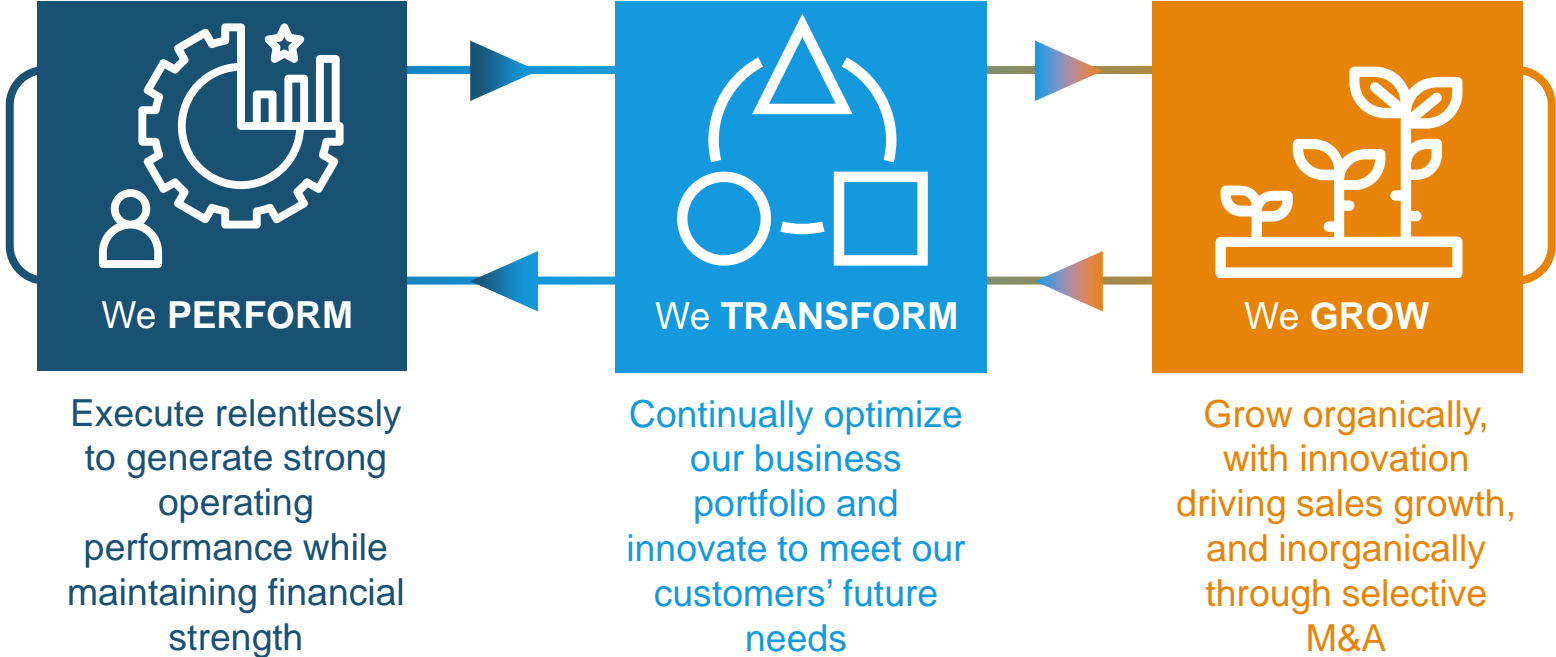 We PERFORM
Execute relentlessly
to generate strong
operating
performance while
maintaining financial
strength
We TRANSFORM
Continually optimize
our business
portfolio and
innovate to meet our
customers’ future
needs
We GROW
Grow organically,
with innovation
driving sales growth,
and inorganically
through selective
M&A